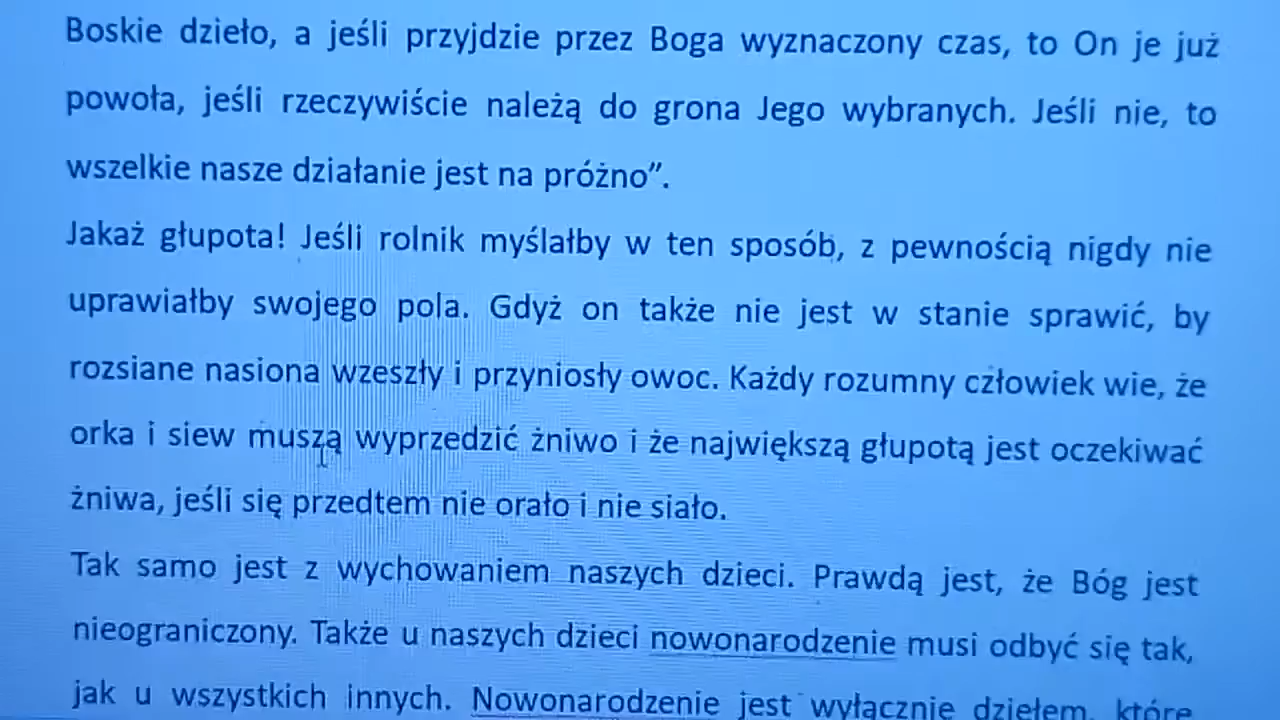 Boskie dzieło, a jeśli przyjdzie przez Boga wyznaczony czas, to On je już
powoła, jeśli rzeczywiście należą do grona Jego wybranych. Jeśli nie, to
wszelkie nasze działanie jest na próżno”.
Jakaż głupota! Jeśli rolnik myślałby w ten sposób, z pewnością nigdy nie
uprawiałby swojego pola. Gdyż on także nie jest w stanie sprawić, by
rozsiane nasiona wzeszły i przyniosły owoc. Każdy rozumny człowiek wie, że
orka i siew muszą wyprzedzić żniwo i że największą głupotą jest oczekiwać
żniwa, jeśli się przedtem nie orało i nie siało.
Tak samo jest z wychowaniem naszych dzieci. Prawdą jest, że Bóg jest
nieograniczony. Także u naszych dzieci nowonarodzenie musi odbyć się tak,
jak u wszystkich innych. Nowonarodzenie jest wyłącznie dziełem, które